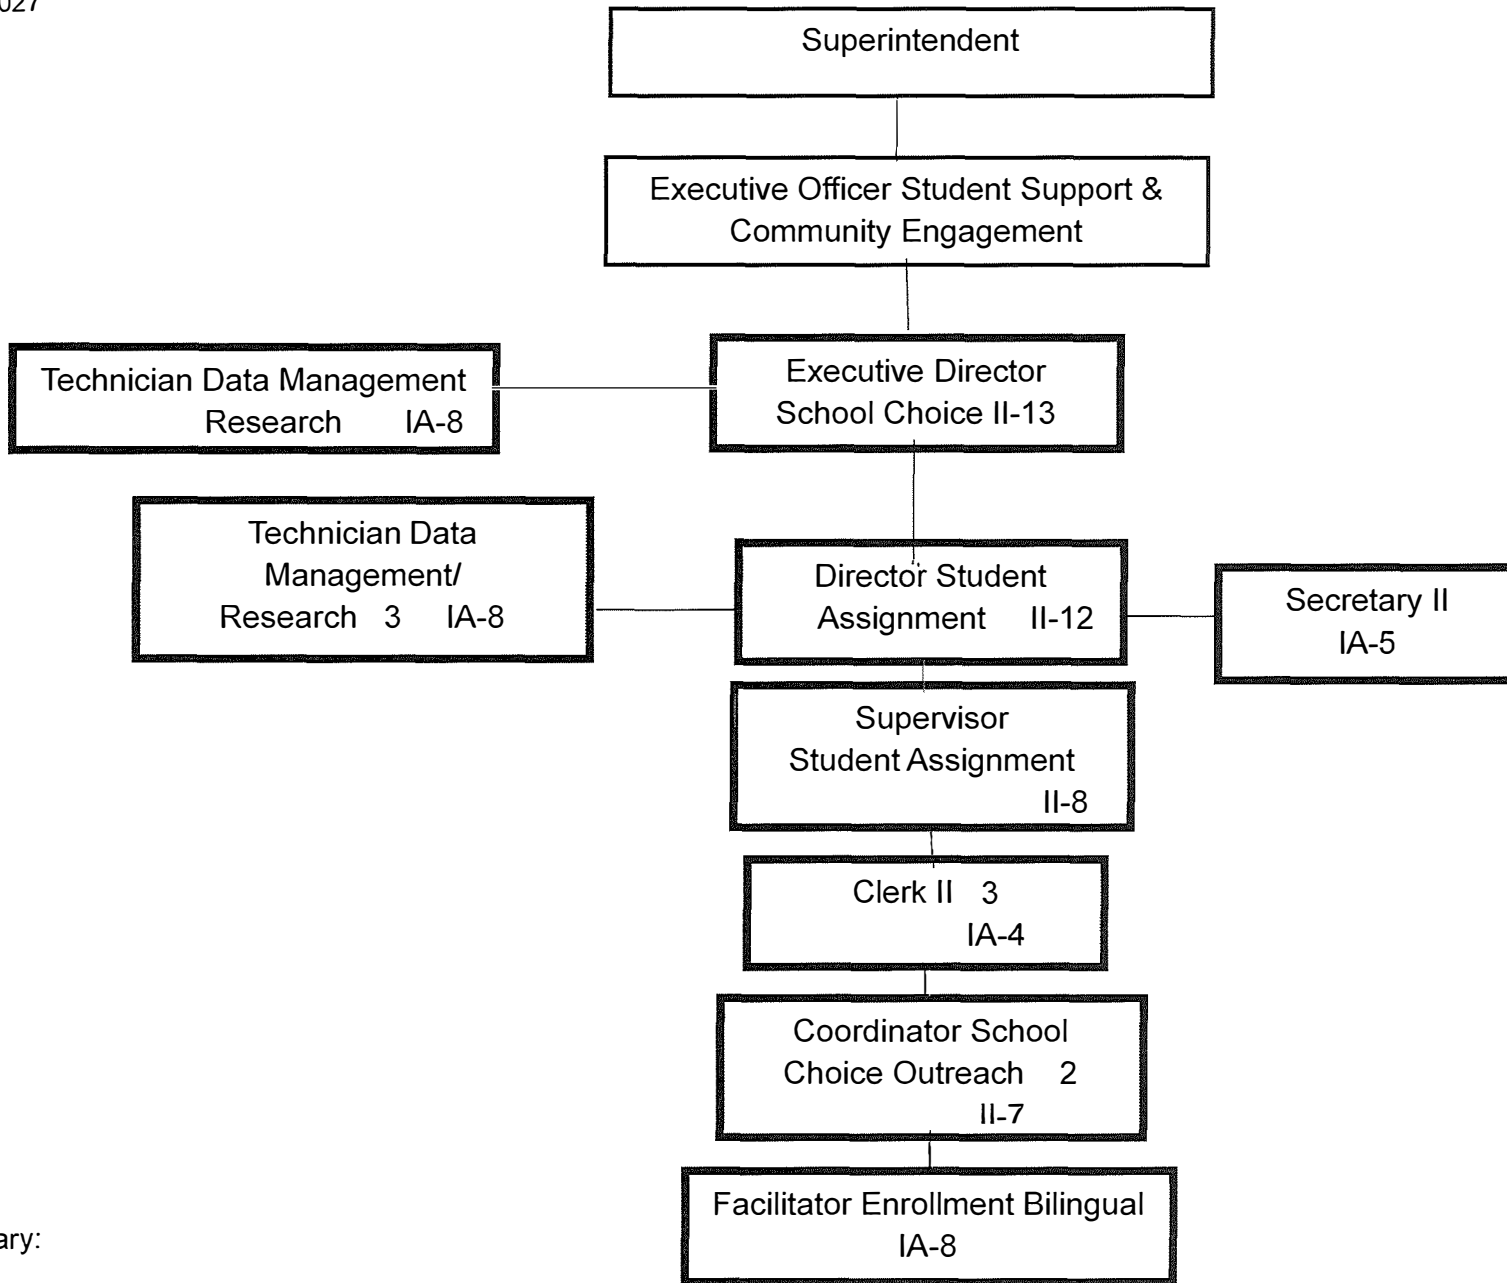 027
Superintendent
Executive Officer Student Support &
Community Engagement
Technician Data Management
Research IA-8
Executive Director
School Choice II-13
Technician Data
Management/
Research 3 IA-8
Director Student
Assignment II-12
Secretary II
IA-5
Supervisor
Student Assignment
II-8
Clerk II 3
IA-4
Coordinator School
Choice Outreach 2
II-7
Facilitator Enrollment Bilingual
IA-8
ary: